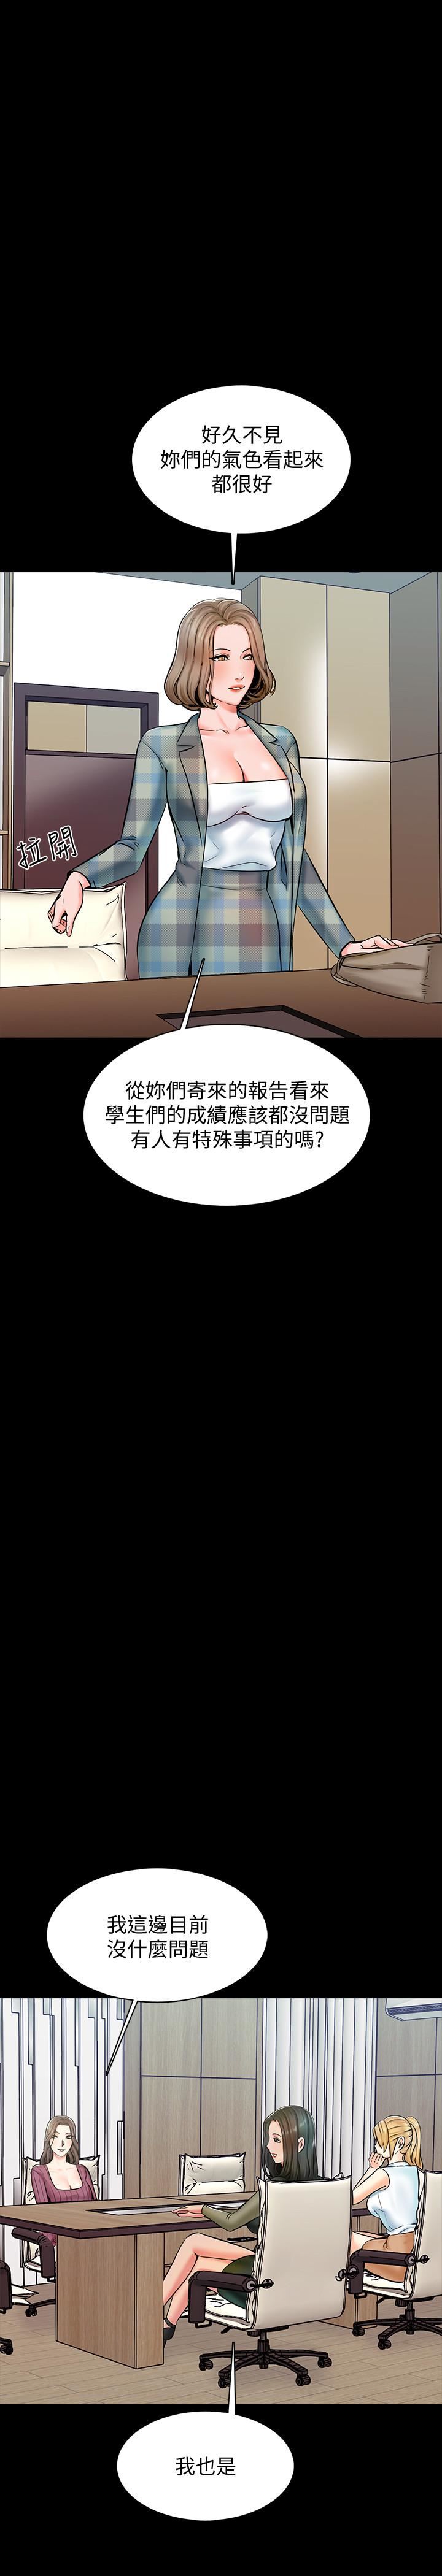 好久不見
妳們的氣色看起來
都很好
拉開
從妳們寄來的報告看來
學生們的成績應該都沒問題
有人有特殊事項的嗎?
我這邊目前
沒什麼問題
我也是